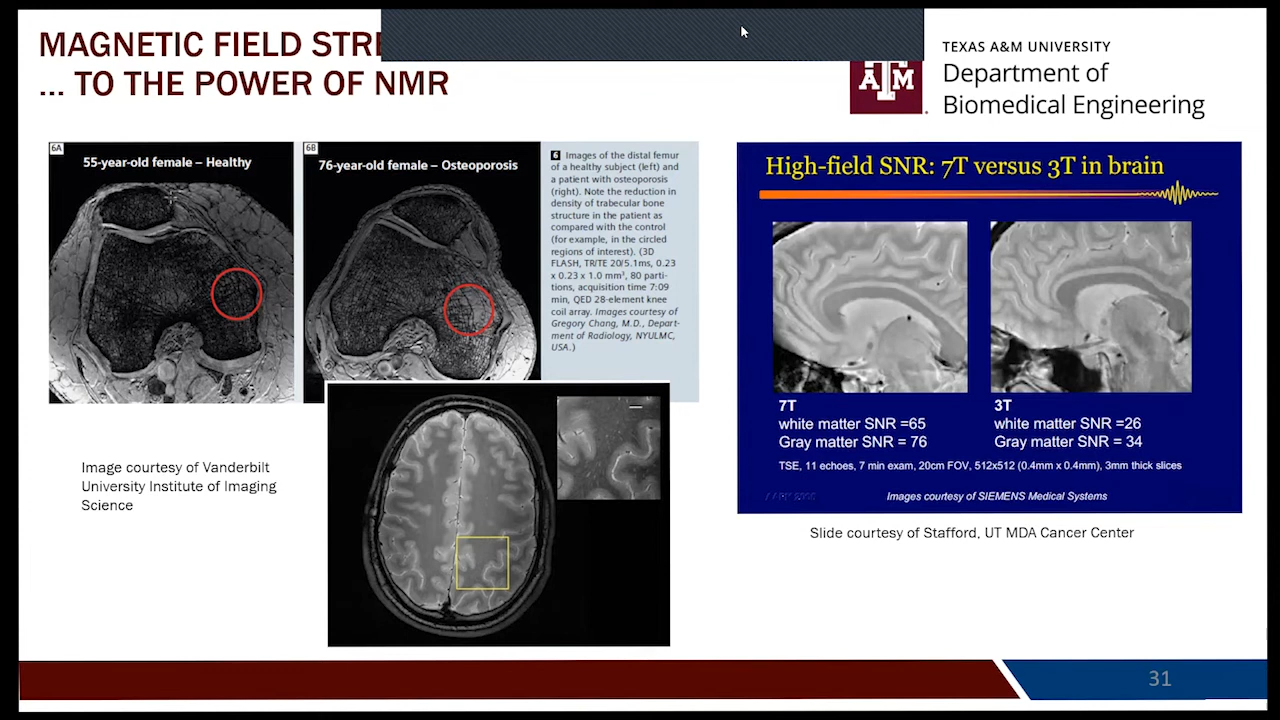 MAGNETIC FIELD STRE
... TO THE POWER OF NMR
TEXAS A&M UNIVERSITY
Department of
Biomedical Engineering
A M
6A
55-year-old female – Healthy
6B
76-year-old female – Osteoporosis
6 Images of the distal femur
of a healthy subject (left) and
a patient with osteoporosis
(right). Note the reduction in
density of trabecular bone
structure in the patient as
compared with the control
(for example, in the circled
regions of interest). (3D
FLASH, TR/TE 20/5.1ms, 0.23
x 0.23 x 1.0 mm³, 80 parti-
tions, acquisition time 7:09
min, QED 28-element knee
coil array. Images courtesy of
Gregory Chang, M.D., Depart-
ment of Radiology, NYULMC,
USA.)
Image courtesy of Vanderbilt
University Institute of Imaging
Science
High-field SNR: 7T versus 3T in brain
7T
white matter SNR =65
Gray matter SNR = 76
3T
white matter SNR =26
Gray matter SNR = 34
TSE, 11 echoes, 7 min exam, 20cm FOV, 512x512 (0.4mm x 0.4mm), 3mm thick slices
Images courtesy of SIEMENS Medical Systems
Slide courtesy of Stafford, UT MDA Cancer Center
31